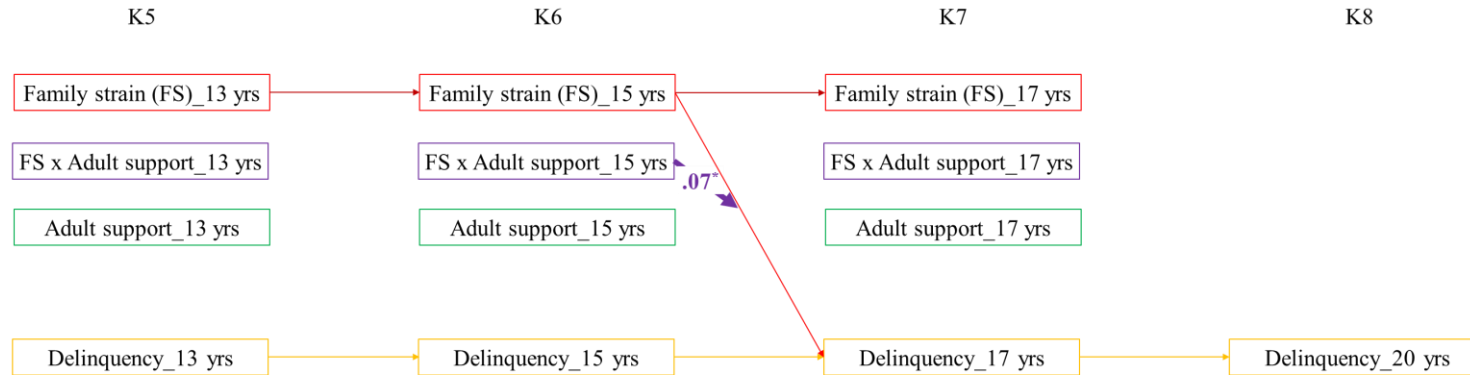 K5 K6 K7 K8
Family strain (FS)_13 yrs Family strain (FS)_15 yrs Family strain (FS)_17 yrs
FS x Adult support_13 yrs FS x Adult support_15 yrs FS x Adult support_17 yrs
.07*
Adult support_13 yrs Adult support_15 yrs Adult support_17 yrs
Delinquency_13 yrs Delinquency_15 yrs Delinquency_17 yrs Delinquency_20 yrs